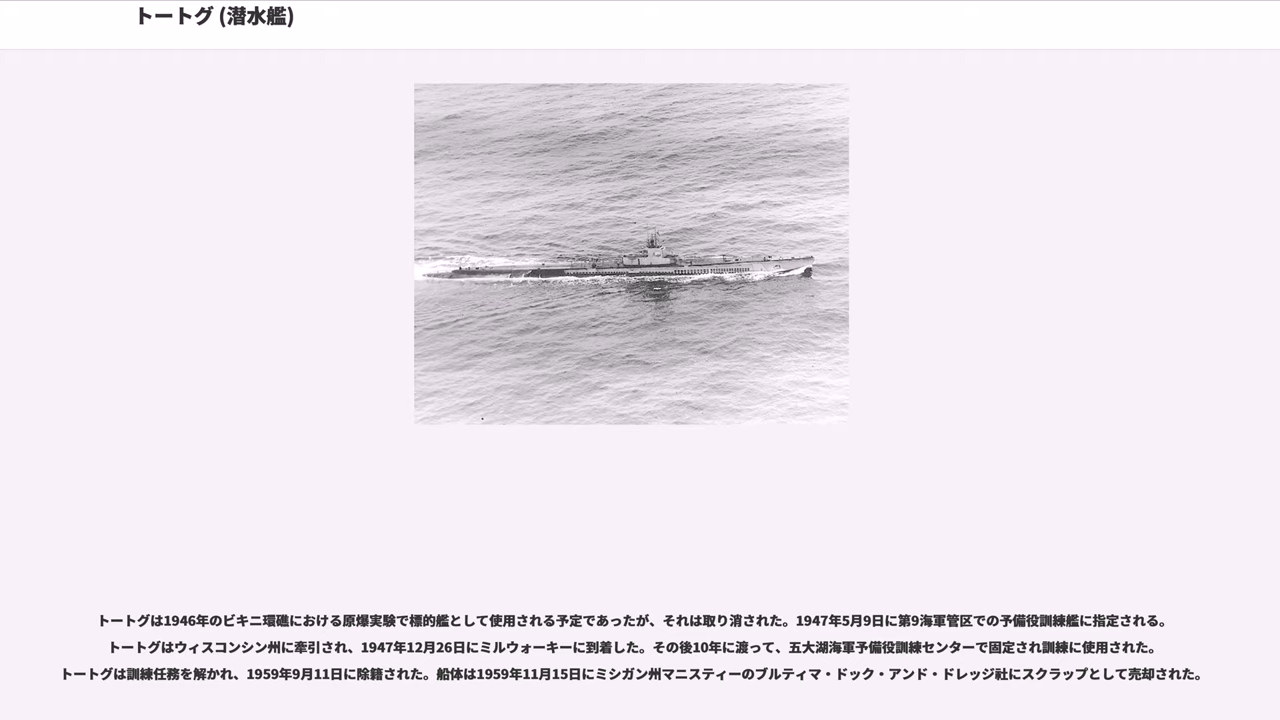 トートグ (潜水艦)
トートグは1946年のビキニ環礁における原爆実験で標的艦として使用される予定であったが、それは取り消された。1947年5月9日に第9海軍管区での予備役訓練艦に指定される。
トートグはウィスコンシン州に牽引され、1947年12月26日にミルウォーキーに到着した。その後10年に渡って、五大湖海軍予備役訓練センターで固定され訓練に使用された。
トートグは訓練任務を解かれ、1959年9月11日に除籍された。船体は1959年11月15日にミシガン州マニスティーのブルティマ・ドック・アンド・ドレッジ社にスクラップとして売却された。